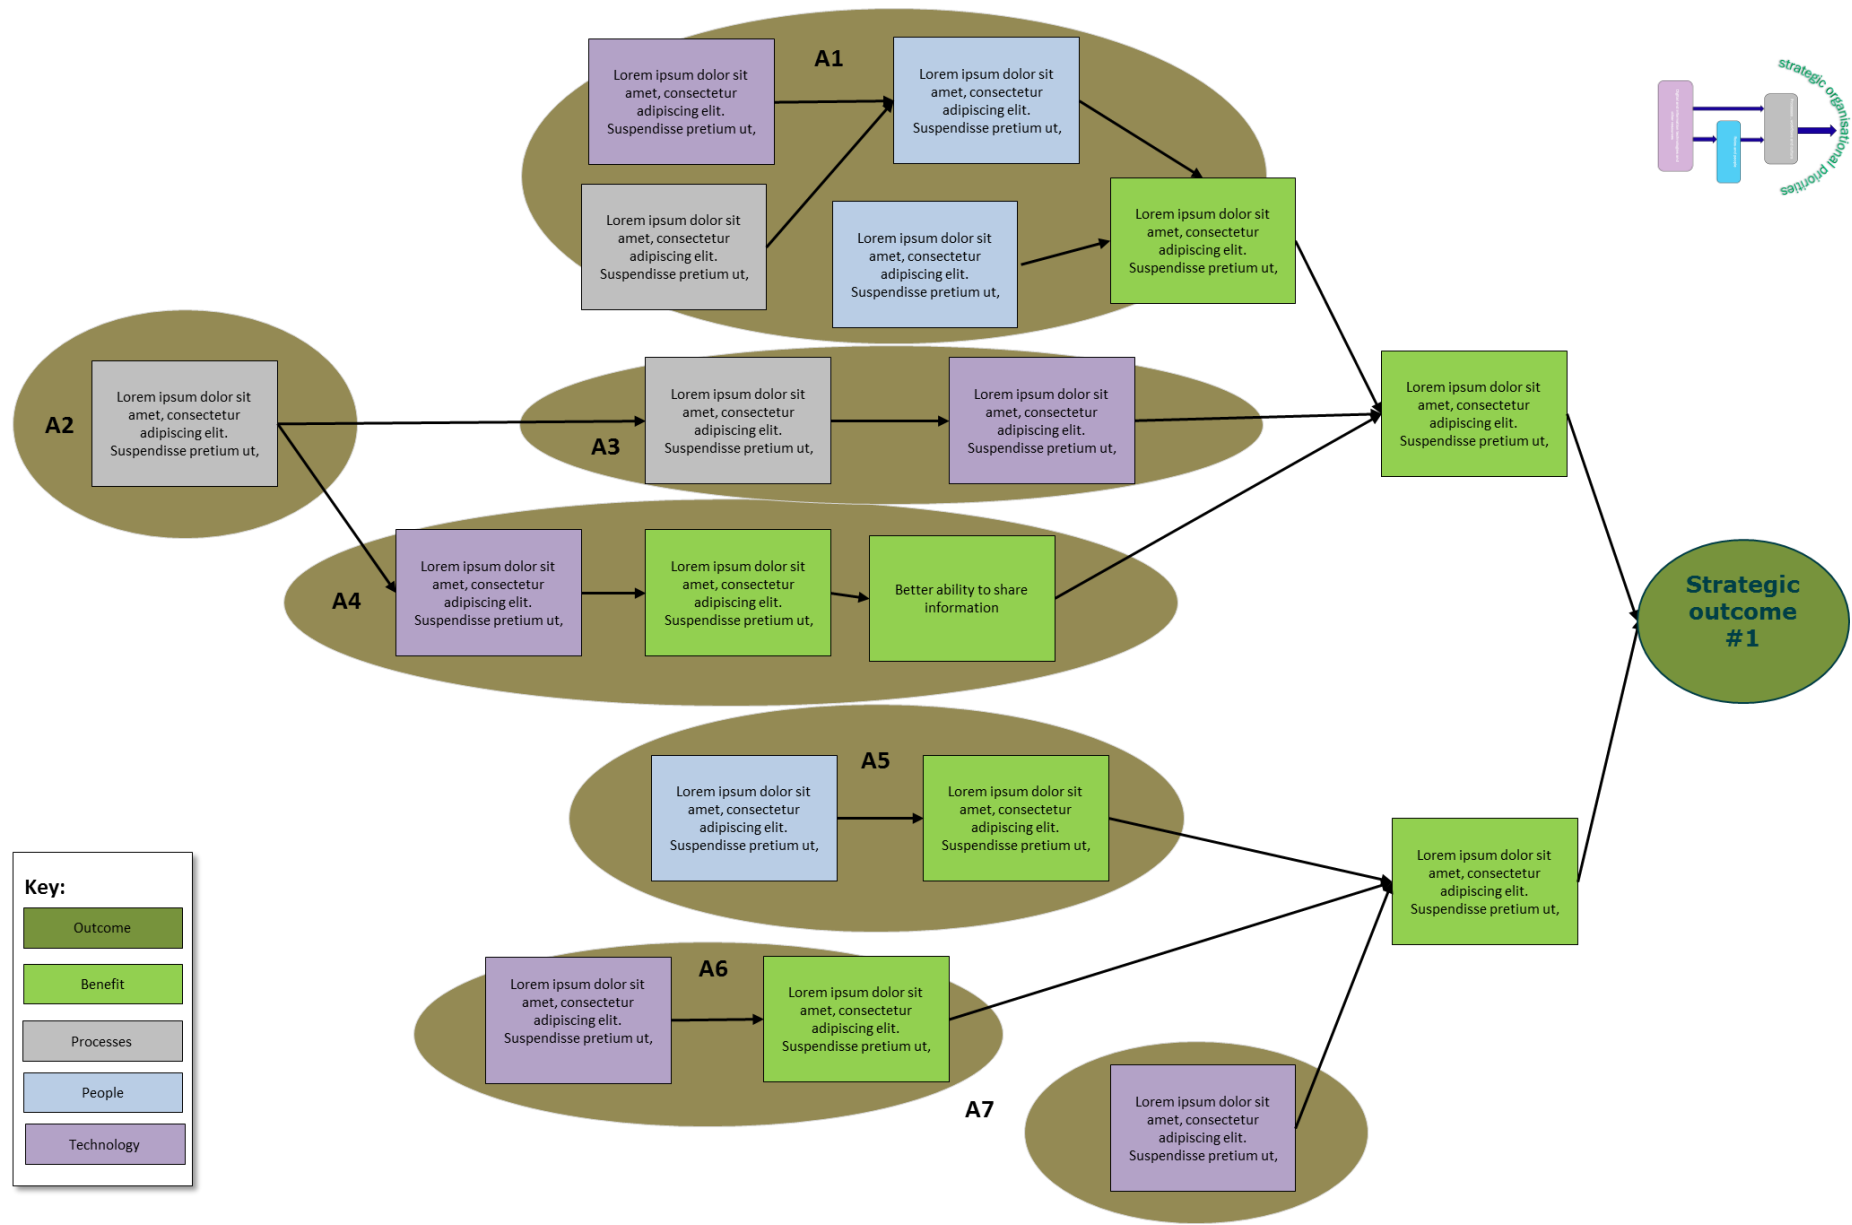 A1
Lorem ipsum dolor sit
amet, consectetur
adipiscing elit.
Suspendisse pretium ut,
Lorem ipsum dolor sit
amet, consectetur
adipiscing elit.
Suspendisse pretium ut,
strategic organisational priorities
Lorem ipsum dolor sit
amet, consectetur
adipiscing elit.
Suspendisse pretium ut,
Lorem ipsum dolor sit
amet, consectetur
adipiscing elit.
Suspendisse pretium ut,
Lorem ipsum dolor sit
amet, consectetur
adipiscing elit.
Suspendisse pretium ut,
A2
Lorem ipsum dolor sit
amet, consectetur
adipiscing elit.
Suspendisse pretium ut,
A3
Lorem ipsum dolor sit
amet, consectetur
adipiscing elit.
Suspendisse pretium ut,
Lorem ipsum dolor sit
amet, consectetur
adipiscing elit.
Suspendisse pretium ut,
Lorem ipsum dolor sit
amet, consectetur
adipiscing elit.
Suspendisse pretium ut,
A4
Lorem ipsum dolor sit
amet, consectetur
adipiscing elit.
Suspendisse pretium ut,
Lorem ipsum dolor sit
amet, consectetur
adipiscing elit.
Suspendisse pretium ut,
Better ability to share
information
Strategic
outcome
#1
A5
Lorem ipsum dolor sit
amet, consectetur
adipiscing elit.
Suspendisse pretium ut,
Lorem ipsum dolor sit
amet, consectetur
adipiscing elit.
Suspendisse pretium ut,
Lorem ipsum dolor sit
amet, consectetur
adipiscing elit.
Suspendisse pretium ut,
A6
Lorem ipsum dolor sit
amet, consectetur
adipiscing elit.
Suspendisse pretium ut,
Lorem ipsum dolor sit
amet, consectetur
adipiscing elit.
Suspendisse pretium ut,
A7
Lorem ipsum dolor sit
amet, consectetur
adipiscing elit.
Suspendisse pretium ut,
Key:
Outcome
Benefit
Processes
People
Technology